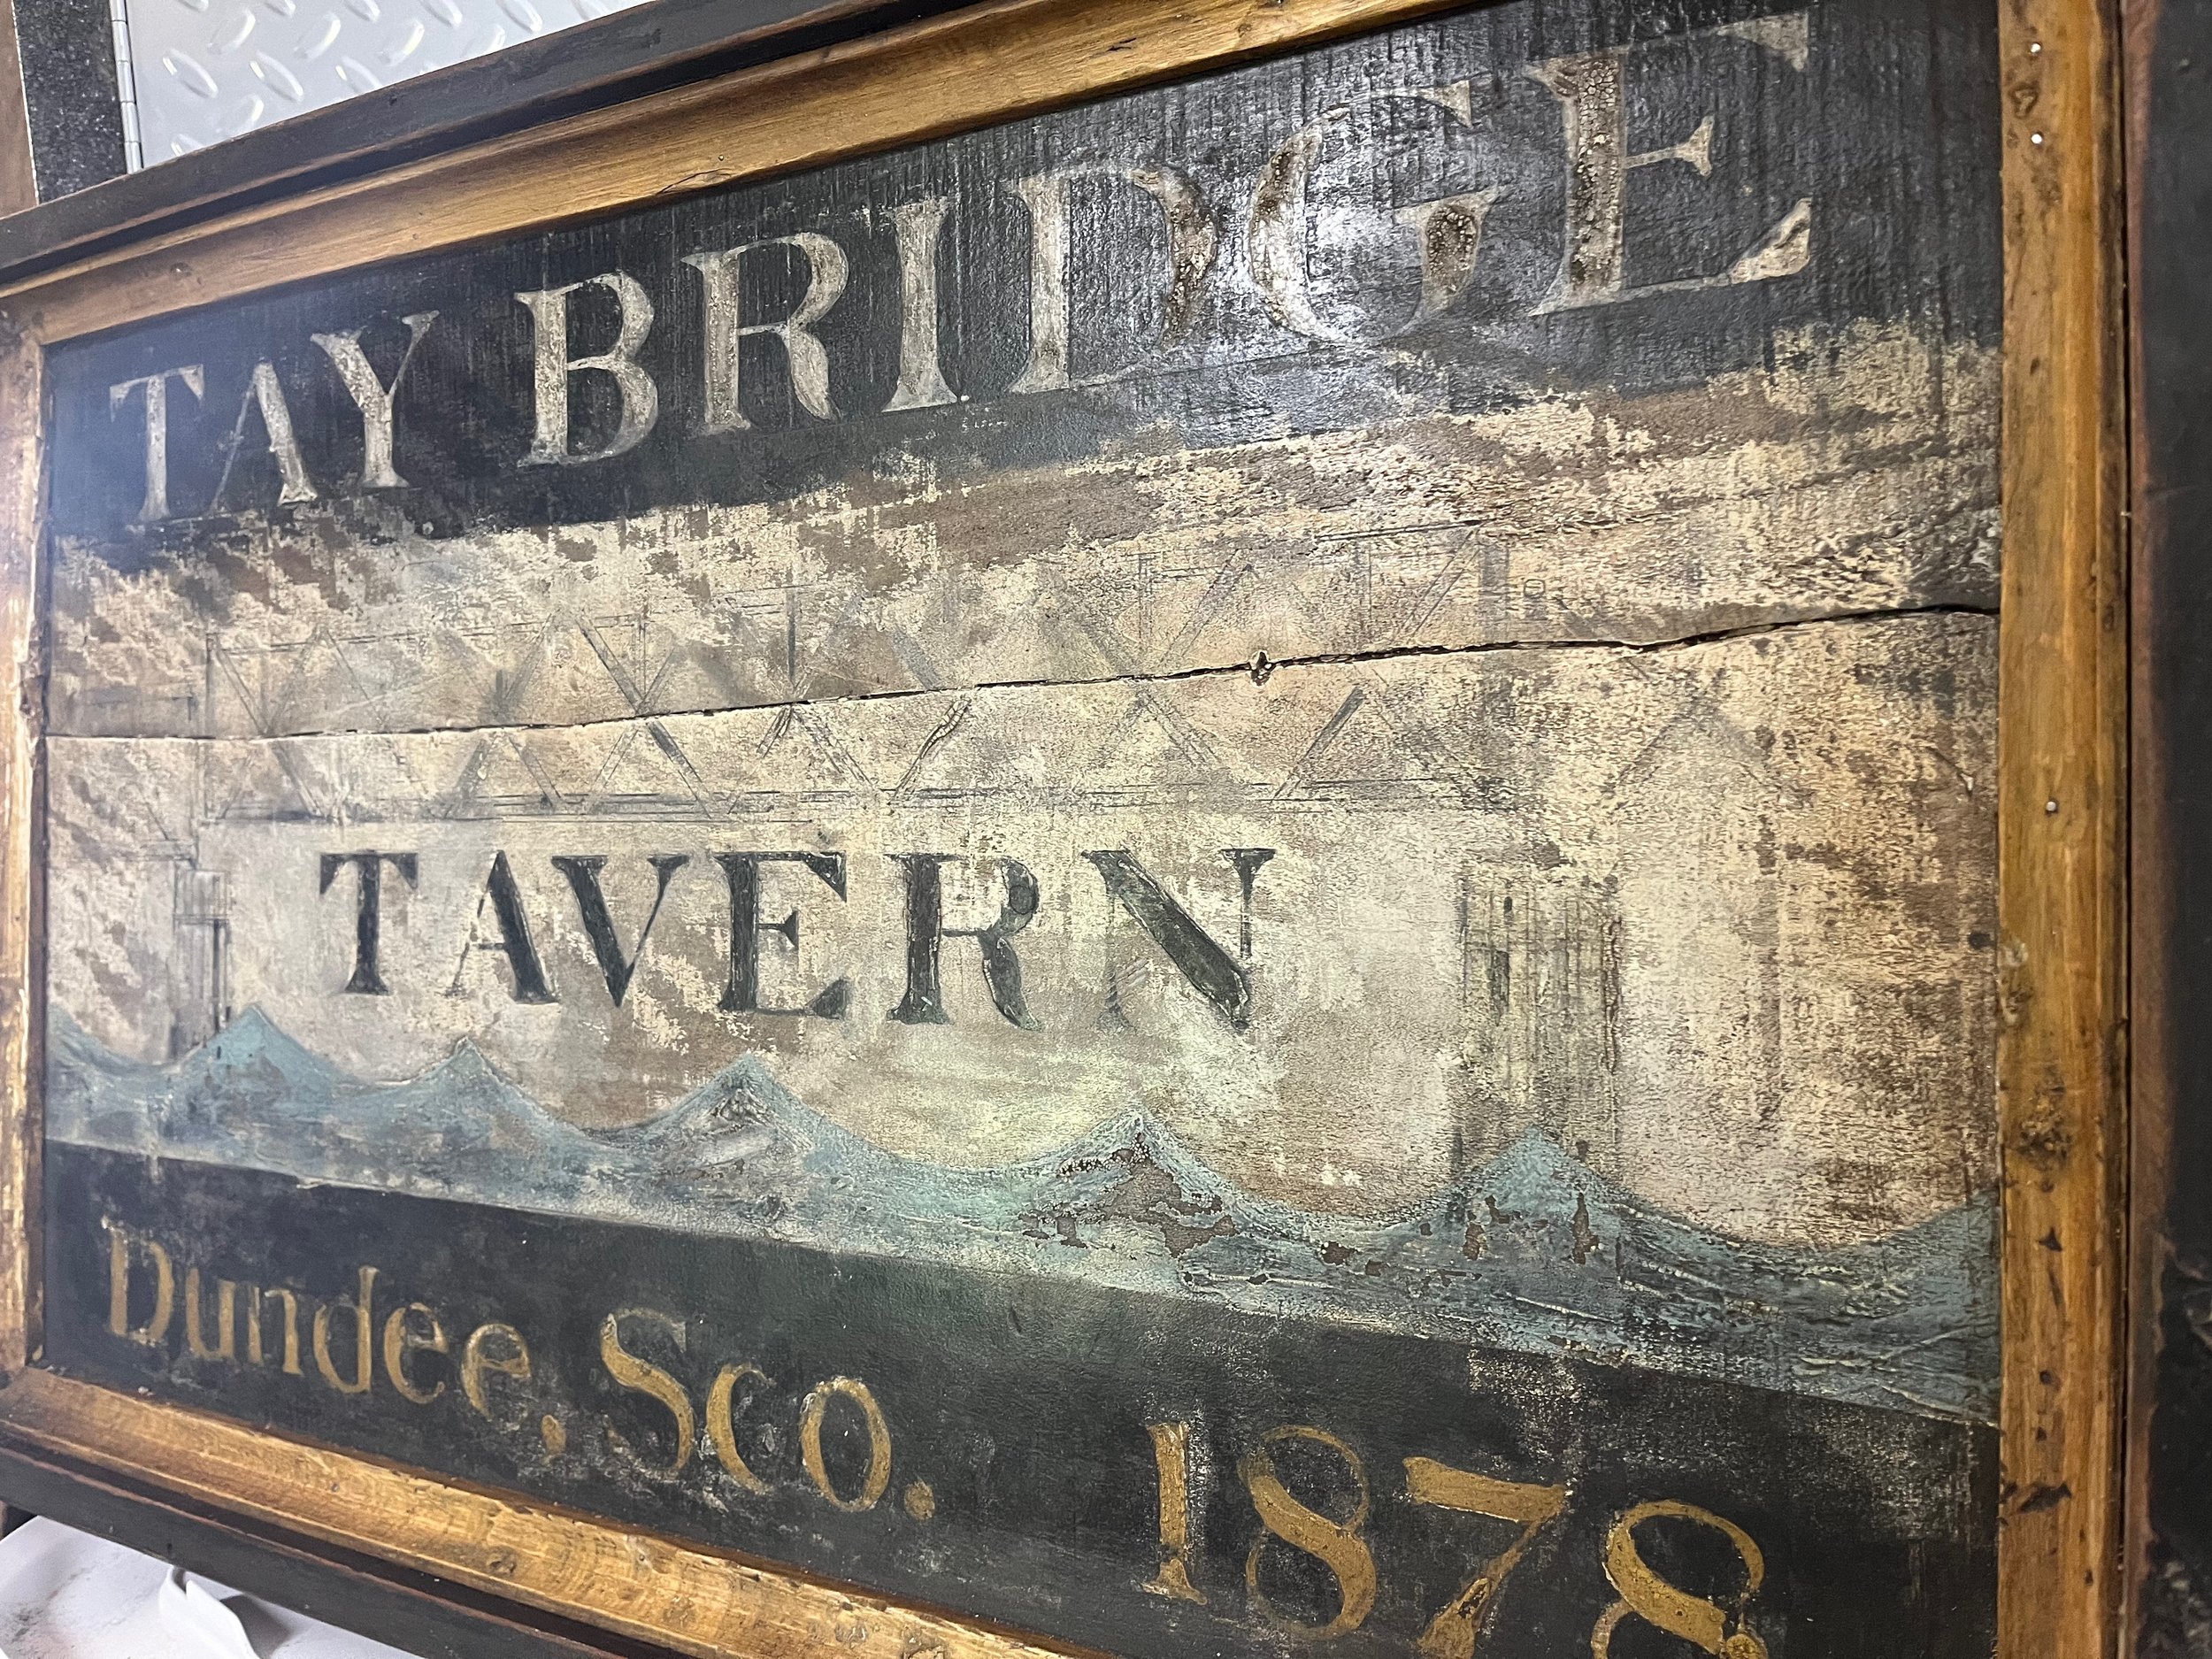 TAY BRIDGE
TAVERN
Dundee, Sco. 1878